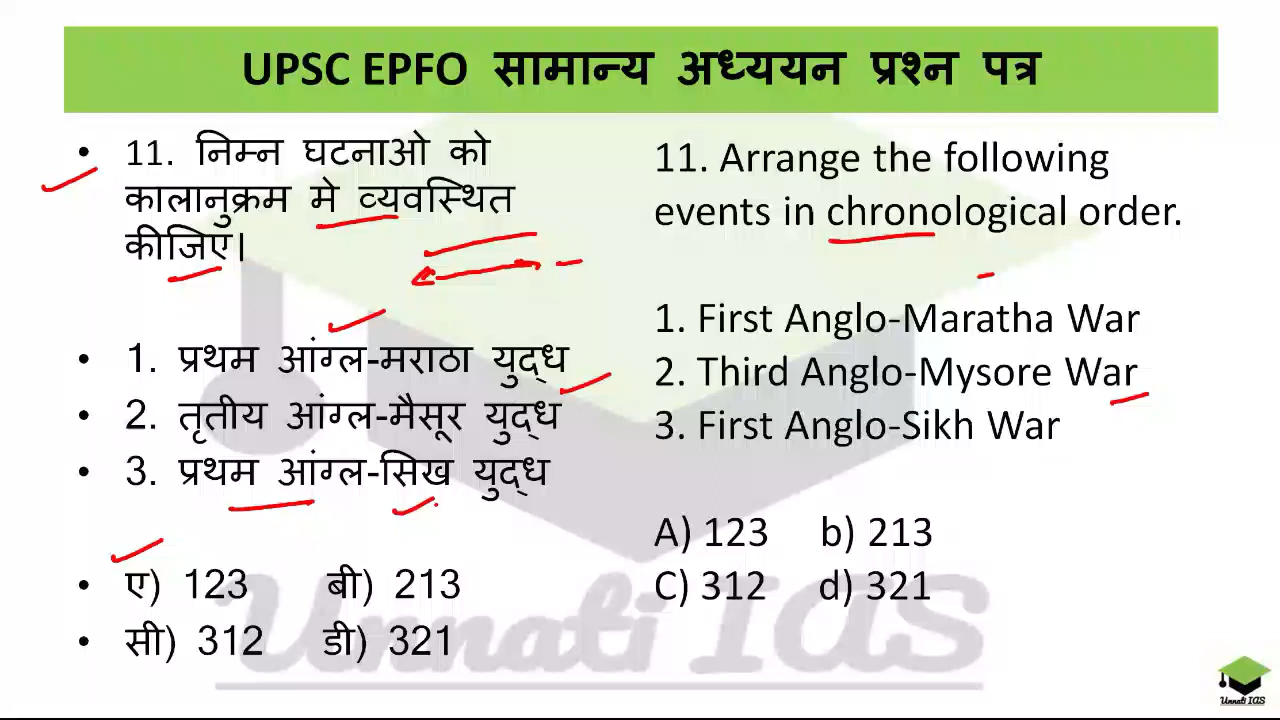 UPSC EPFO सामान्य अध्ययन प्रश्न पत्र
• 11. निम्न घटनाओ को
कालानुक्रम मे व्यवस्थित
कीजिए।
• 1. प्रथम आंग्ल-मराठा युद्ध
• 2. तृतीय आंग्ल-मैसूर युद्ध
• 3. प्रथम आंग्ल-सिख युद्ध
• ए) 123 बी) 213
• सी) 312 डी) 321
11. Arrange the following
events in chronological order.
1. First Anglo-Maratha War
2. Third Anglo-Mysore War
3. First Anglo-Sikh War
A) 123 b) 213
C) 312 d) 321
Unnati IAS
Unnati IAS